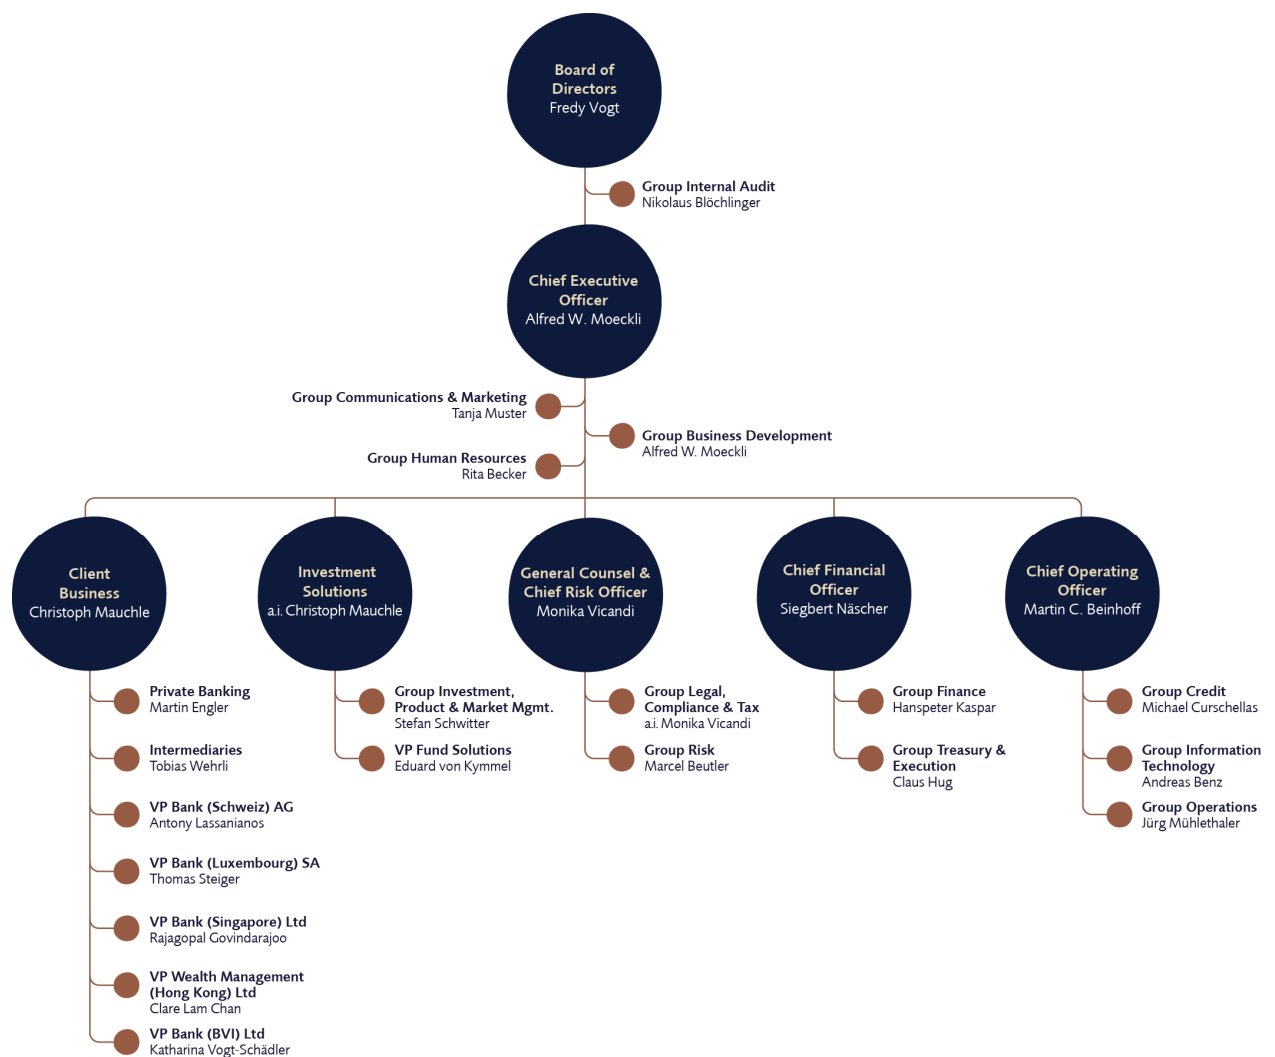 Board of
Directors
Fredy Vogt
Group Internal Audit
Nikolaus Blöchlinger
Chief Executive
Officer
Alfred W. Moeckli
Group Communications & Marketing
Tanja Muster
Group Business Development
Alfred W. Moeckli
Group Human Resources
Rita Becker
Client
Business
Christoph Mauchle
Investment
Solutions
a.i. Christoph Mauchle
General Counsel &
Chief Risk Officer
Monika Vicandi
Chief Financial
Officer
Siegbert Näscher
Chief Operating
Officer
Martin C. Beinhoff
Private Banking
Martin Engler
Intermediaries
Tobias Wehrli
VP Bank (Schweiz) AG
Antony Lassanianos
VP Bank (Luxembourg) SA
Thomas Steiger
VP Bank (Singapore) Ltd
Rajagopal Govindarajoo
VP Wealth Management
(Hong Kong) Ltd
Clare Lam Chan
VP Bank (BVI) Ltd
Katharina Vogt-Schädler
Group Investment,
Product & Market Mgmt.
Stefan Schwitter
VP Fund Solutions
Eduard von Kymmel
Group Legal,
Compliance & Tax
a.i. Monika Vicandi
Group Risk
Marcel Beutler
Group Finance
Hanspeter Kaspar
Group Treasury &
Execution
Claus Hug
Group Credit
Michael Curschellas
Group Information
Technology
Andreas Benz
Group Operations
Jürg Mühlethaler